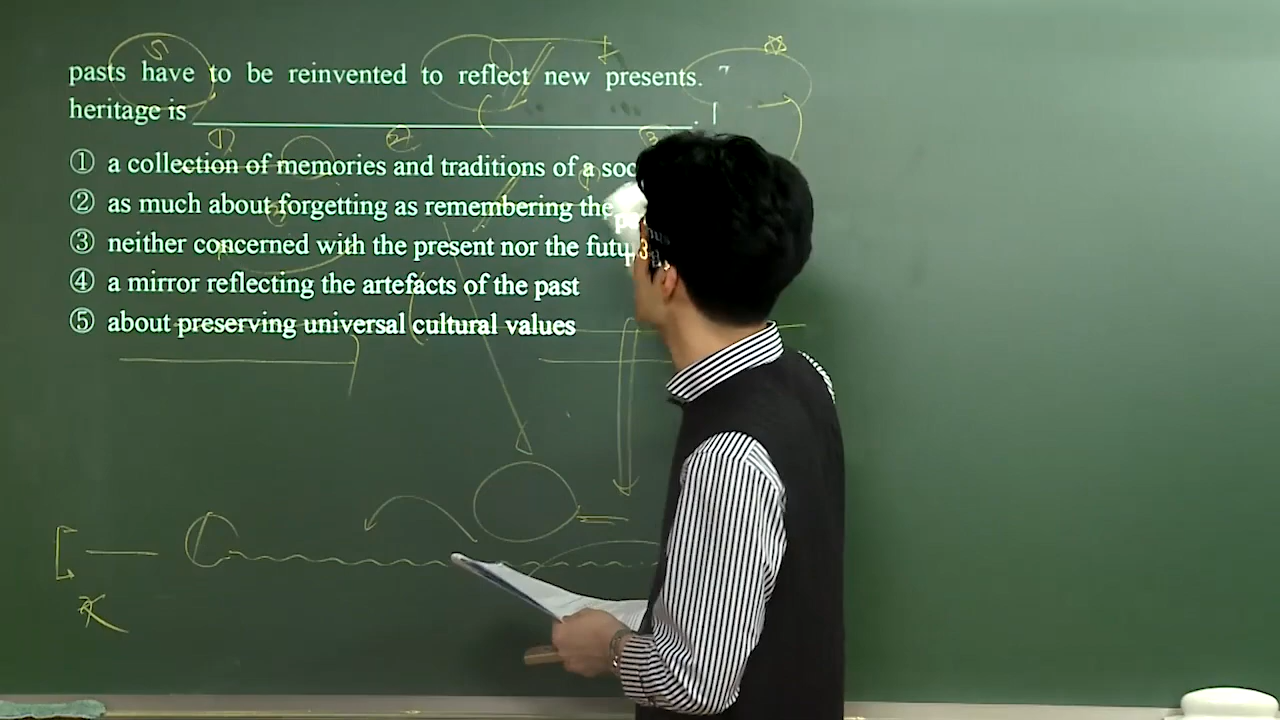 pasts have to be reinvented to reflect new presents.
heritage is
① a collection of memories and traditions of a
② as much about forgetting as remembering the
③ neither concerned with the present nor the
④ a mirror reflecting the artefacts of the past
⑤ about preserving universal cultural values